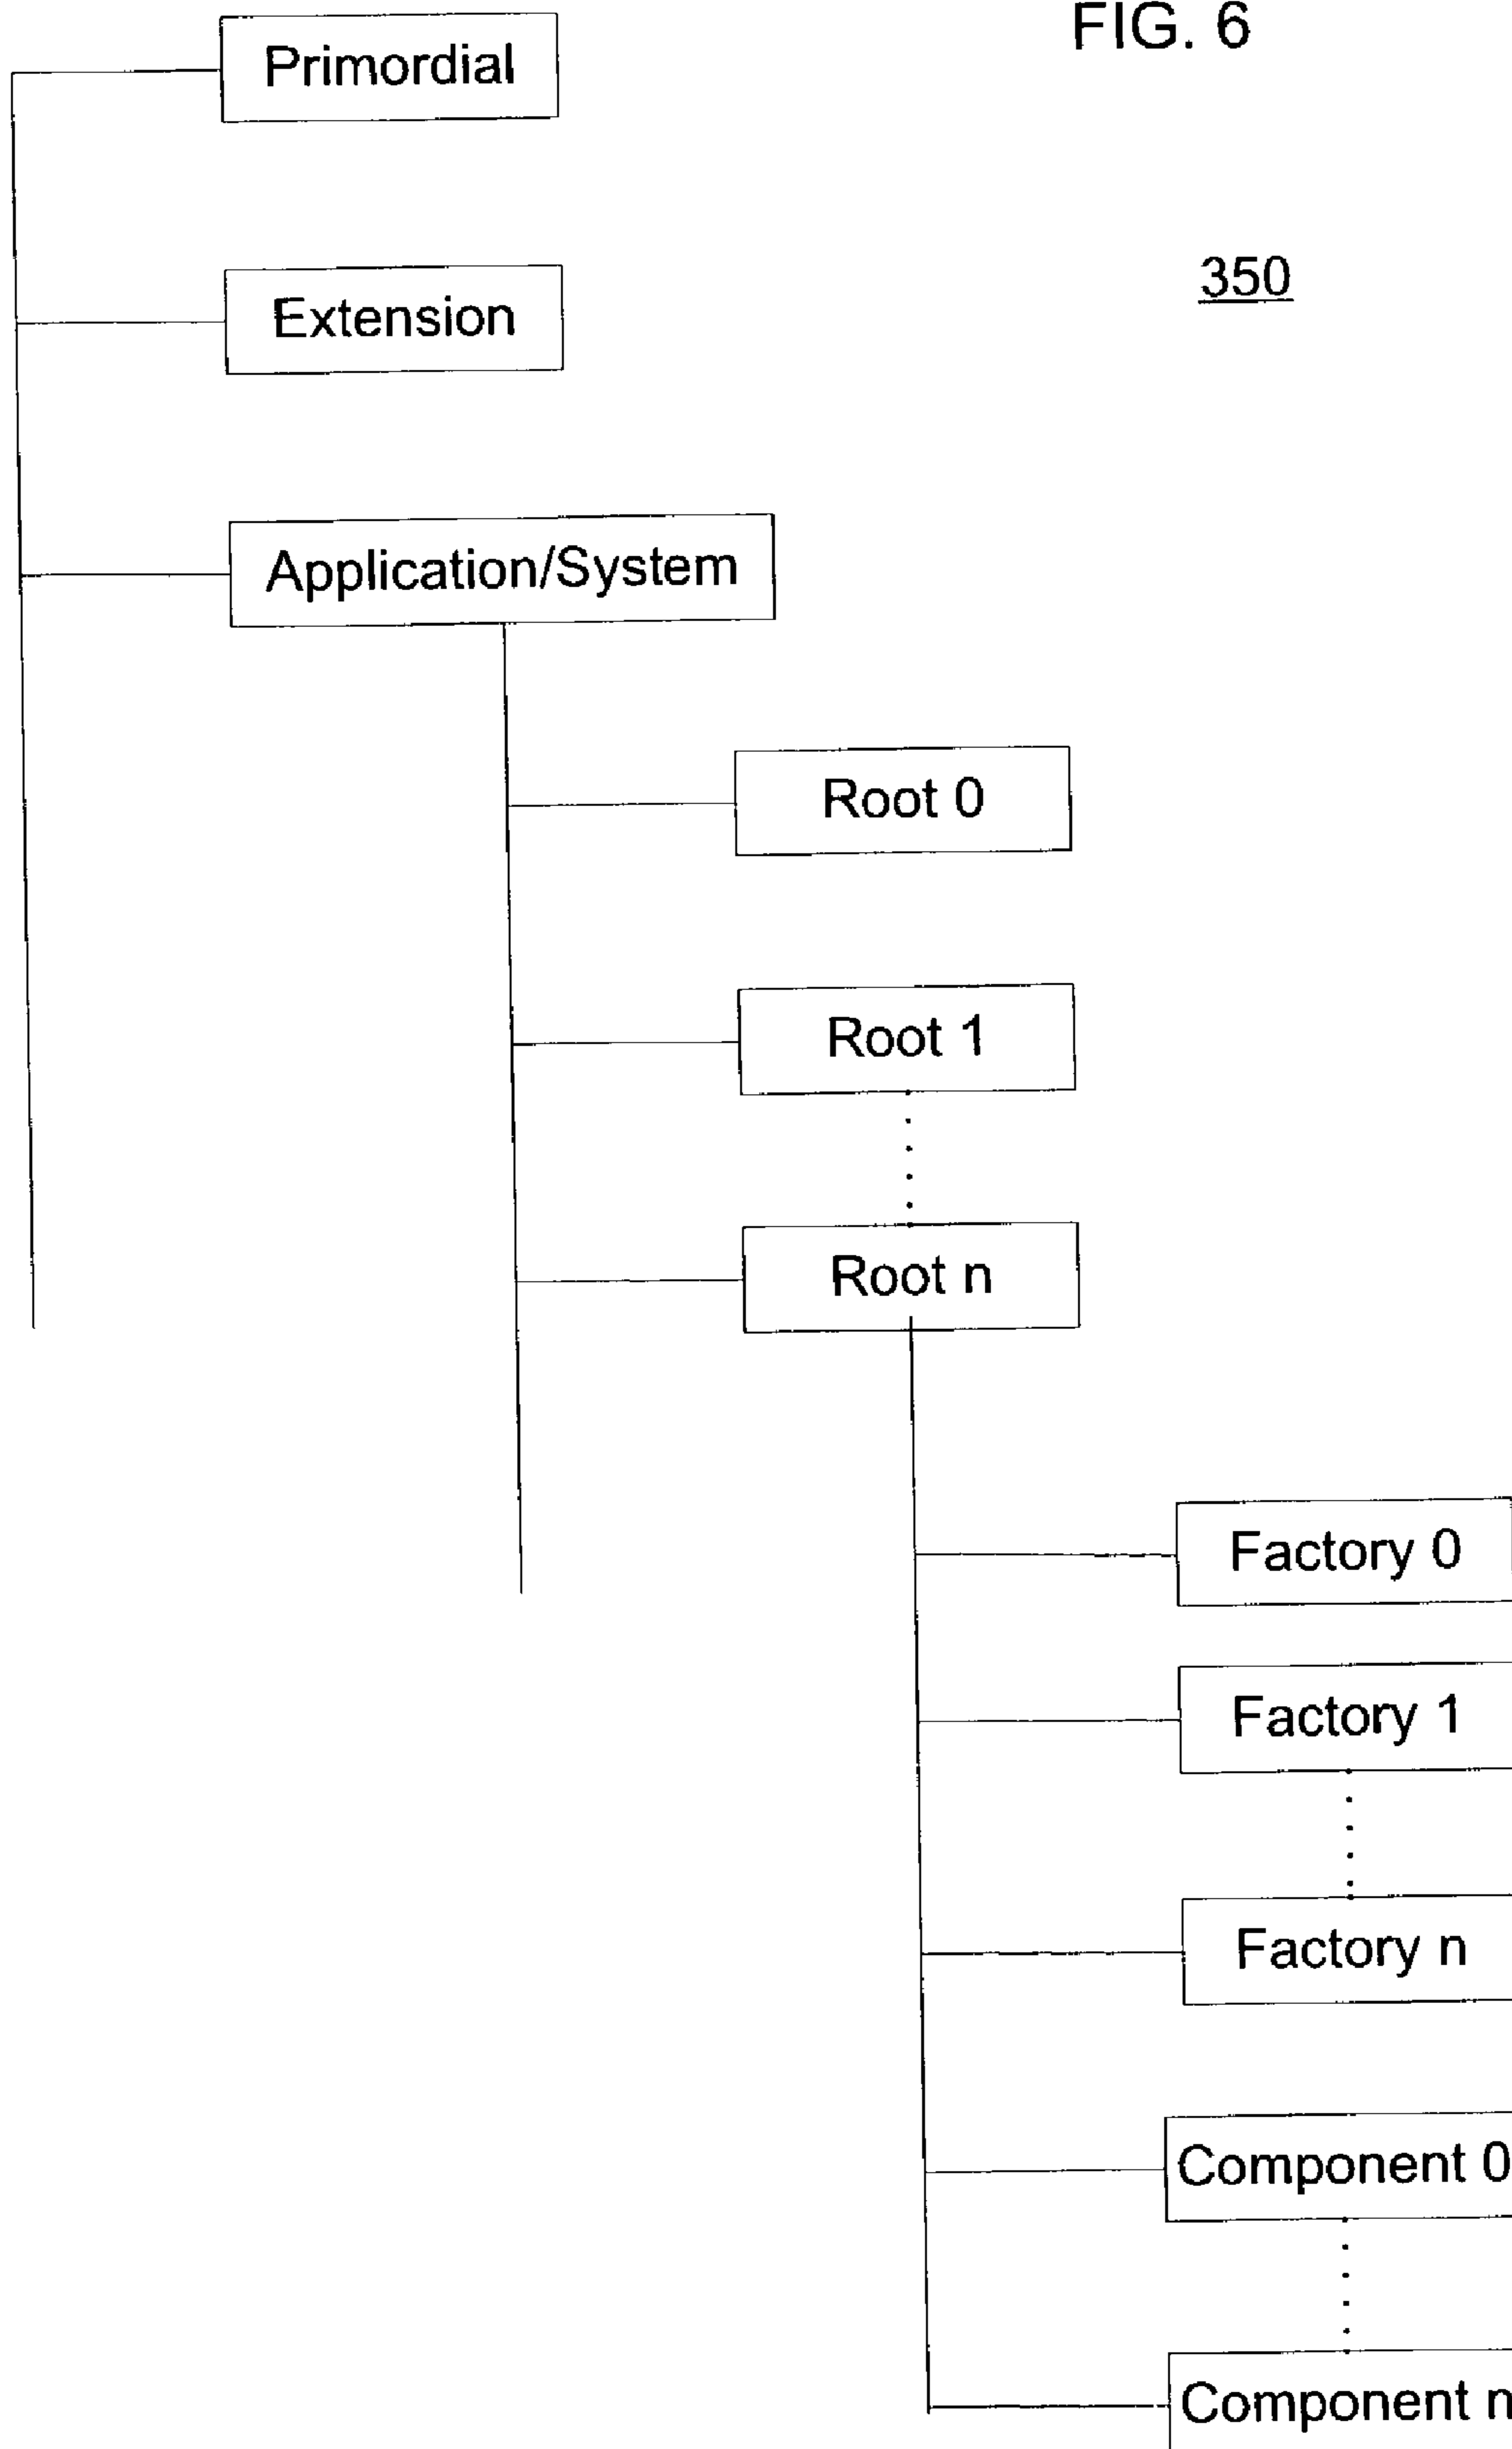 FIG. 6
Primordial
350
Extension
Application/System
Root 0
Root 1
Root n
Factory 0
Factory 1
Factory n
Component 0
Component n